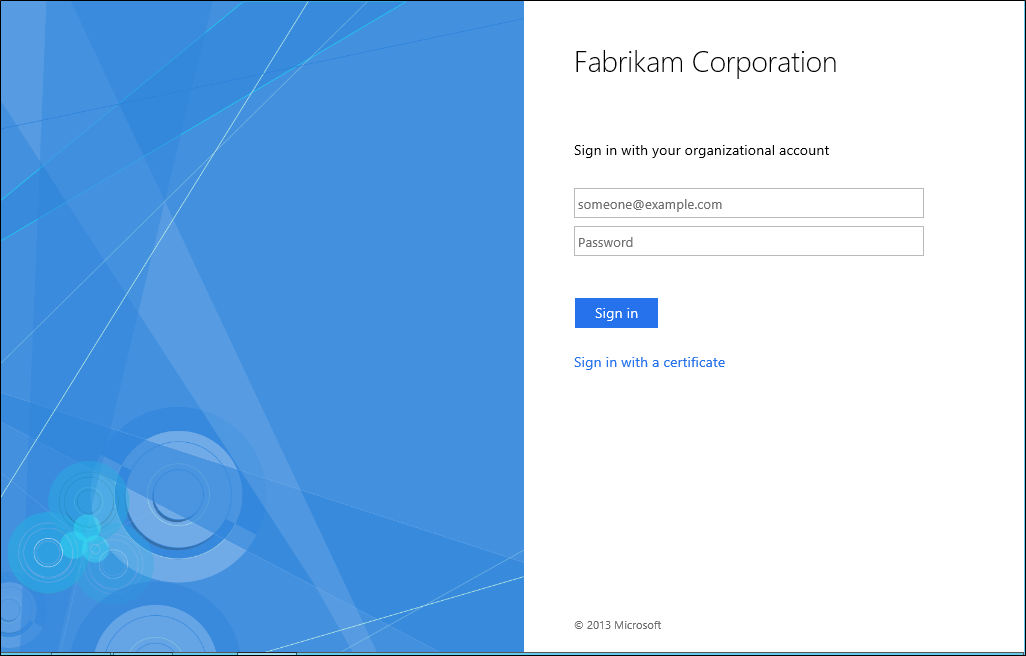 Fabrikam Corporation
Sign in with your organizational account
someone@example.com
Password
Sign in
Sign in with a certificate
© 2013 Microsoft